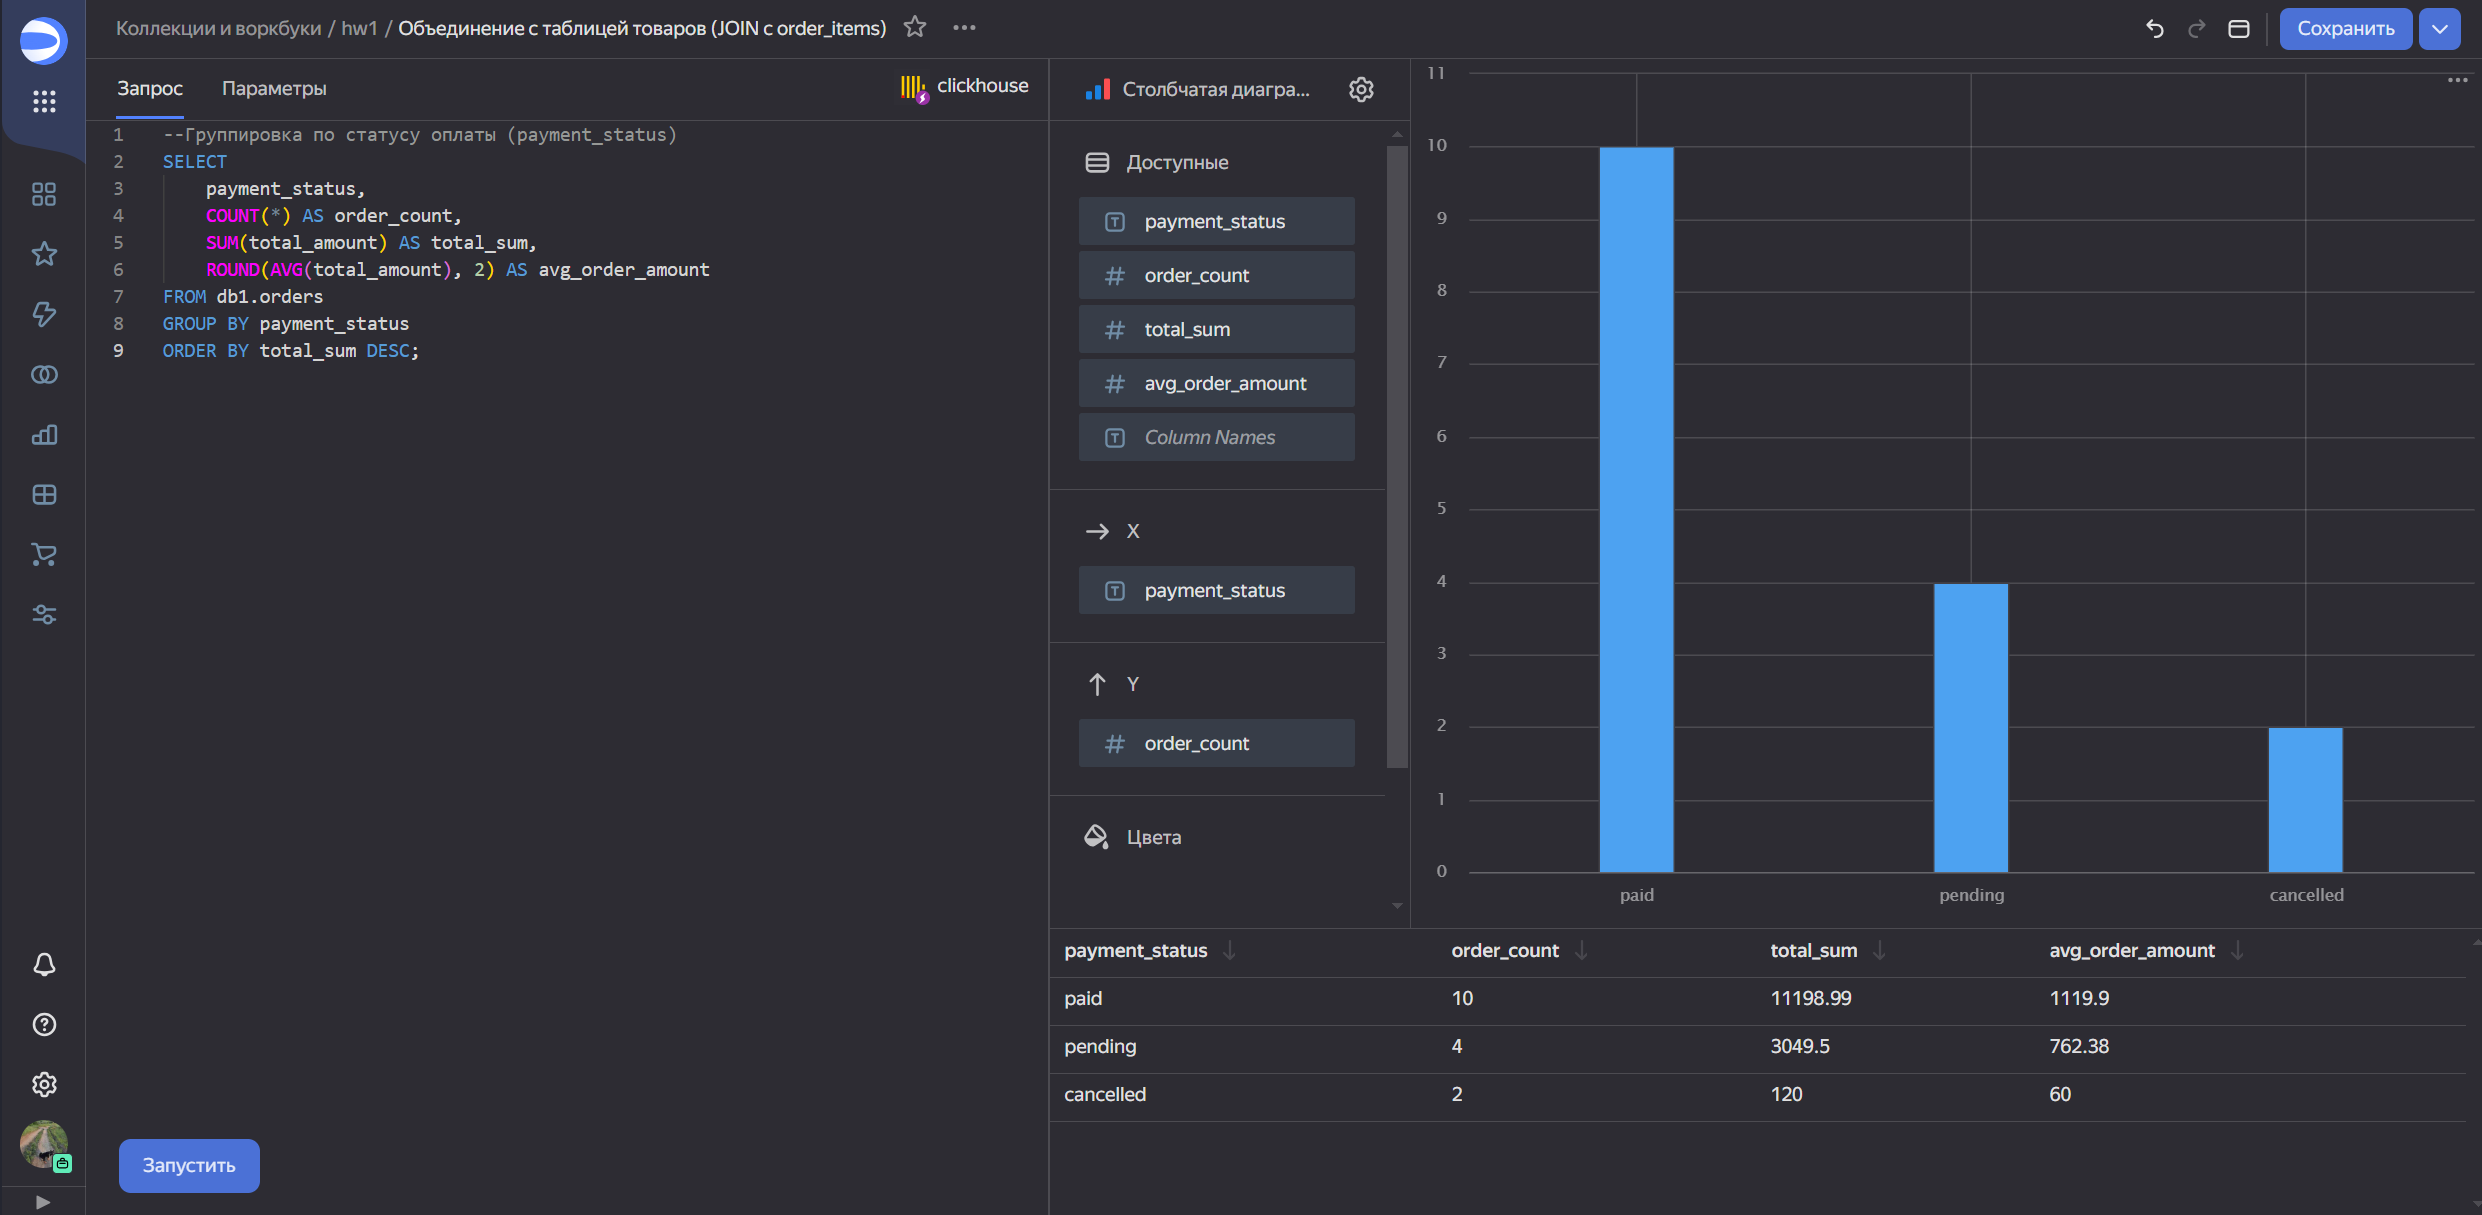 Коллекции и воркбуки / hw1 / Объединение с таблицей товаров (JOIN с order_items)
Сохранить
Запрос
Параметры
clickhouse
1 --Группировка по статусу оплаты (payment_status)
2 SELECT
3 payment_status,
4 COUNT(*) AS order_count,
5 SUM(total_amount) AS total_sum,
6 ROUND(AVG(total_amount), 2) AS avg_order_amount
7 FROM db1.orders
8 GROUP BY payment_status
9 ORDER BY total_sum DESC;
Запустить
Столбчатая диагра...
Доступные
payment_status
order_count
total_sum
avg_order_amount
Column Names
X
payment_status
Y
order_count
Цвета
11
10
9
8
7
6
5
4
3
2
1
0
paid pending cancelled
payment_status order_count total_sum avg_order_amount
paid 10 11198.99 1119.9
pending 4 3049.5 762.38
cancelled 2 120 60